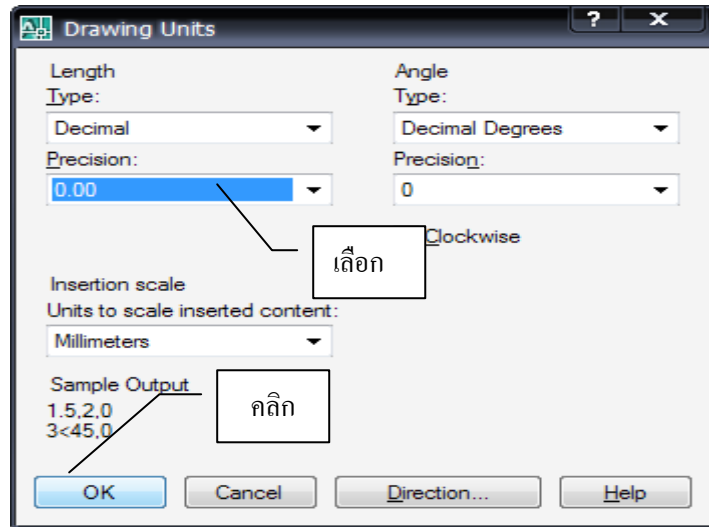 Drawing Units
?
X
Length
Type:
Decimal
Precision:
0.00
Angle
Type:
Decimal Degrees
Precision:
0
Clockwise
เลือก
Insertion scale
Units to scale inserted content:
Millimeters
Sample Output
1.5,2,0
3<45,0
คลิก
OK
Cancel
Direction...
Help